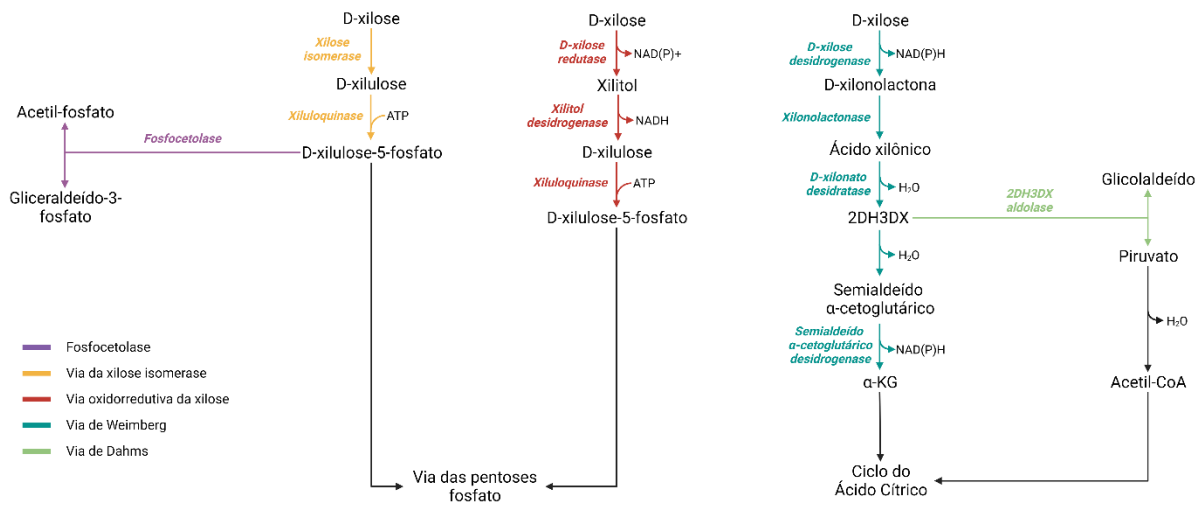 D-xilose
Xilose
isomerase
D-xilulose
Xiluloquinase
ATP
D-xilulose-5-fosfato
Fosfocetolase
Acetil-fosfato
Gliceraldeído-3-
fosfato
D-xilose
D-xilose
redutase
NAD(P)+
Xilitol
Xilitol
desidrogenase
NADH
D-xilulose
Xiluloquinase
ATP
D-xilulose-5-fosfato
Via das pentoses
fosfato
D-xilose
D-xilose
desidrogenase
NAD(P)H
D-xilonolactona
Xilonolactonase
Ácido xilônico
D-xilonato
desidratase
H₂O
2DH3DX
2DH3DX
aldolase
Glicolaldeído
Piruvato
H₂O
Acetil-CoA
H₂O
Semialdeído
α-cetoglutárico
Semialdeído
α-cetoglutárico
desidrogenase
NAD(P)H
α-KG
Ciclo do
Ácido Cítrico
Fosfocetolase
Via da xilose isomerase
Via oxidorredutiva da xilose
Via de Weimberg
Via de Dahms